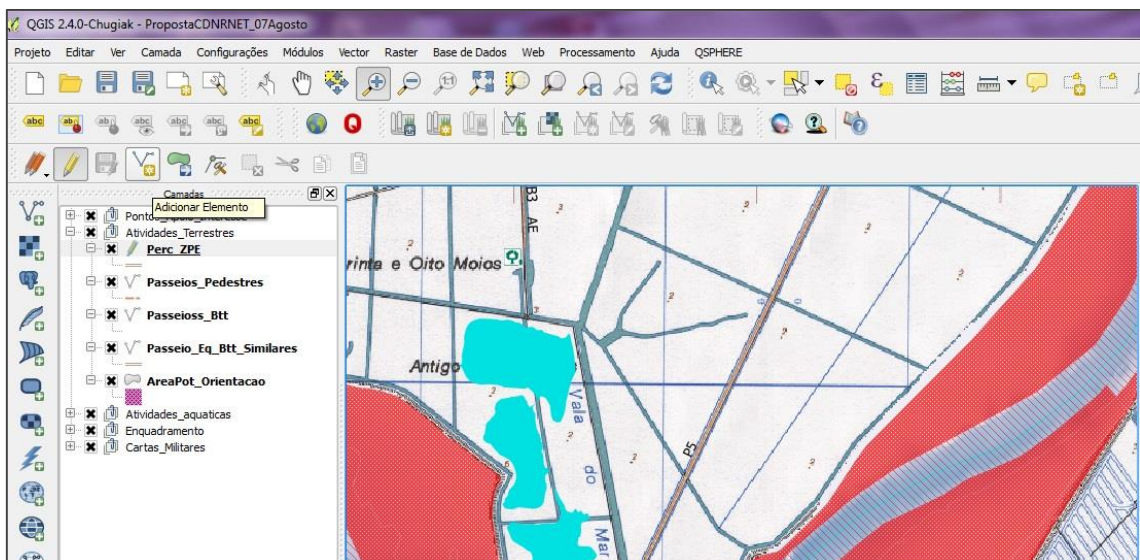 QGIS 2.4.0-Chugiak - PropostaCDNRNET_07Agosto
Projeto Editar Ver Camada Configurações Módulos Vector Raster Base de Dados Web Processamento Ajuda QSPHERE
Camadas
Adicionar Elemento
Atividades_Terrestres
Perc_ZPE
Passeios_Pedestres
Passeioss_Btt
Passeio_Eq_Btt_Similares
AreaPot_Orientacao
Atividades_aquaticas
Enquadramento
Cartas_Militares
B3 AE
rinta e Oito Moios
Antigo
Vala
do
Mar
P5